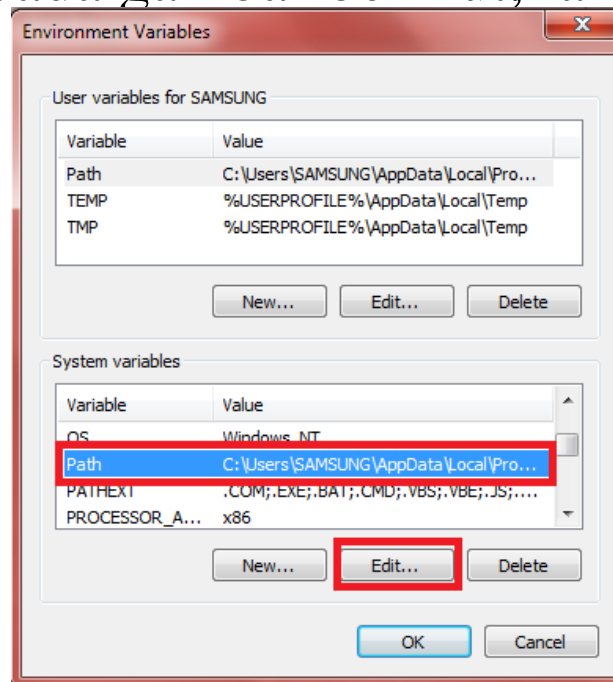 Environment Variables
User variables for SAMSUNG
Variable Value
Path C:\Users\SAMSUNG\AppData\Local\Pro...
TEMP %USERPROFILE%\AppData\Local\Temp
TMP %USERPROFILE%\AppData\Local\Temp
New... Edit... Delete
System variables
Variable Value
OS Windows_NT
Path C:\Users\SAMSUNG\AppData\Local\Pro...
PATHEXT .COM;.EXE;.BAT;.CMD;.VBS;.VBE;.JS;....
PROCESSOR_A... x86
New... Edit... Delete
OK Cancel